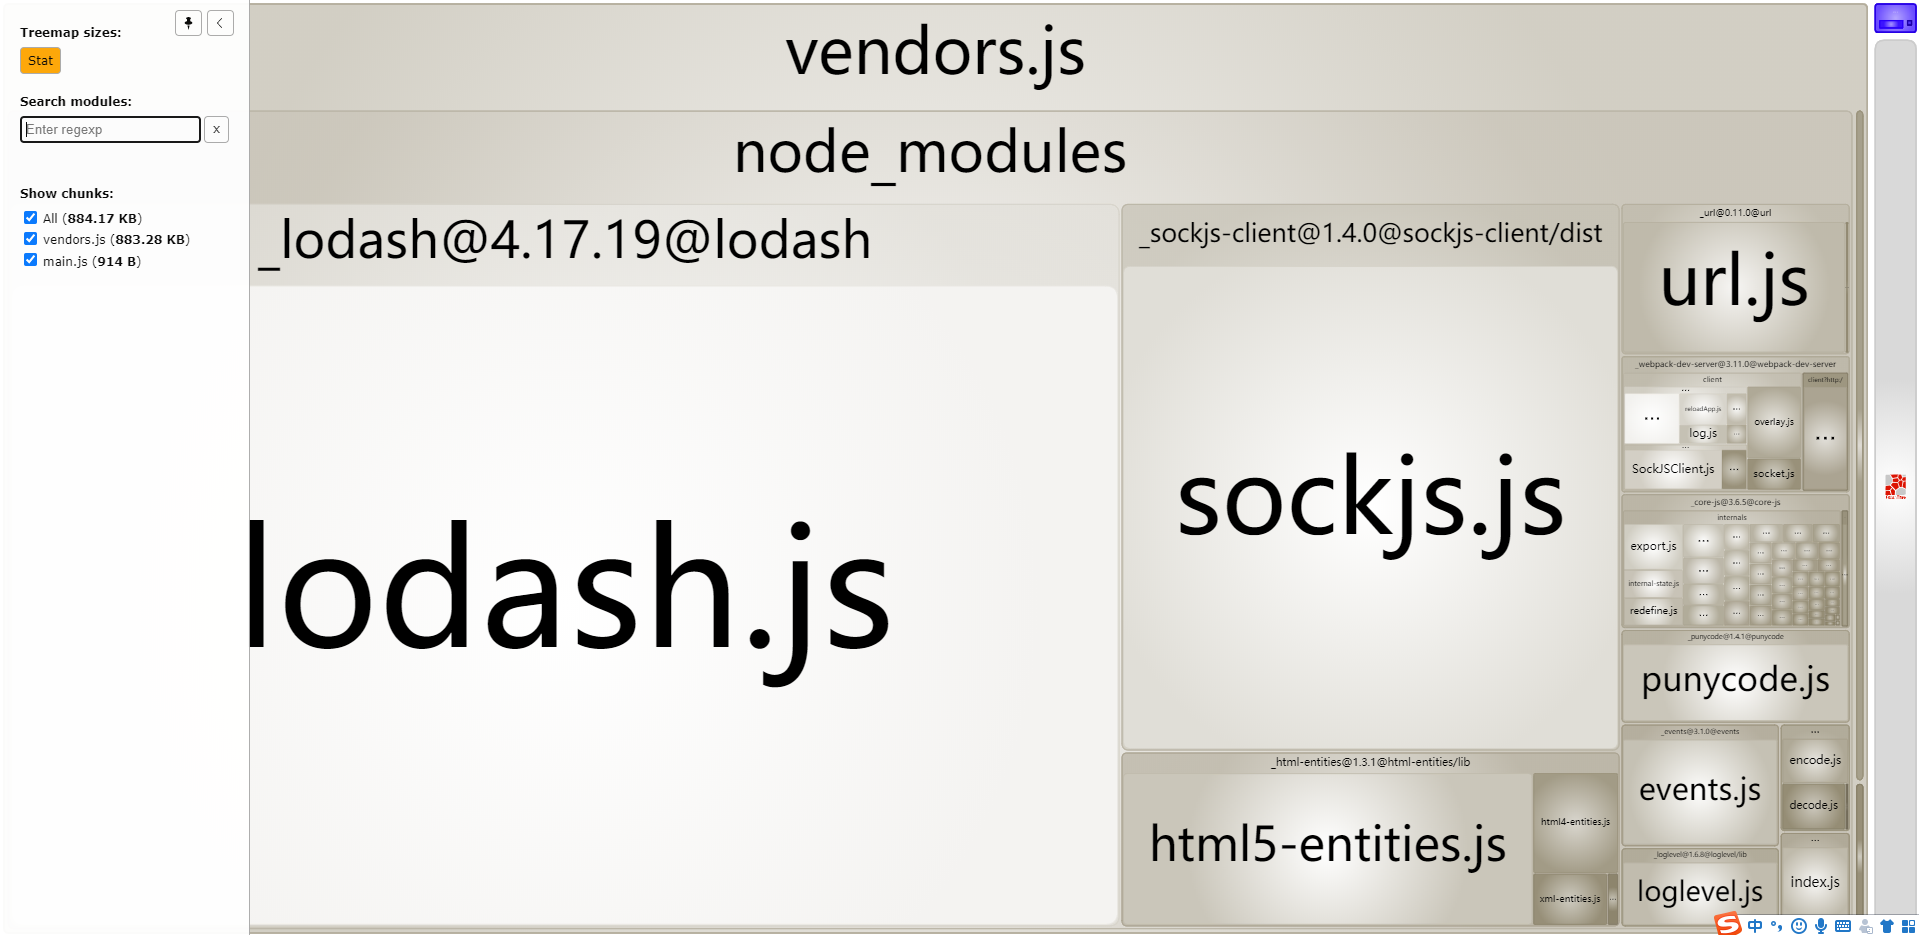 Treemap sizes:
Stat
Search modules:
Enter regexp
x
Show chunks:
All (884.17 KB)
vendors.js (883.28 KB)
main.js (914 B)
vendors.js
node_modules
_lodash@4.17.19@lodash
lodash.js
_sockjs-client@1.4.0@sockjs-client/dist
sockjs.js
_html-entities@1.3.1@html-entities/lib
html5-entities.js
html4-entities.js
xml-entities.js
...
_url@0.11.0@url
url.js
_webpack-dev-server@3.11.0@webpack-dev-server
client
client?http:/
...
...
reloadApp.js
...
log.js
...
overlay.js
...
...
SockJSClient.js
...
socket.js
_core-js@3.6.5@core-js
internals
export.js
internal-state.js
redefine.js
_punycode@1.4.1@punycode
punycode.js
_events@3.1.0@events
events.js
...
encode.js
decode.js
_loglevel@1.6.8@loglevel/lib
loglevel.js
...
index.js
S
中